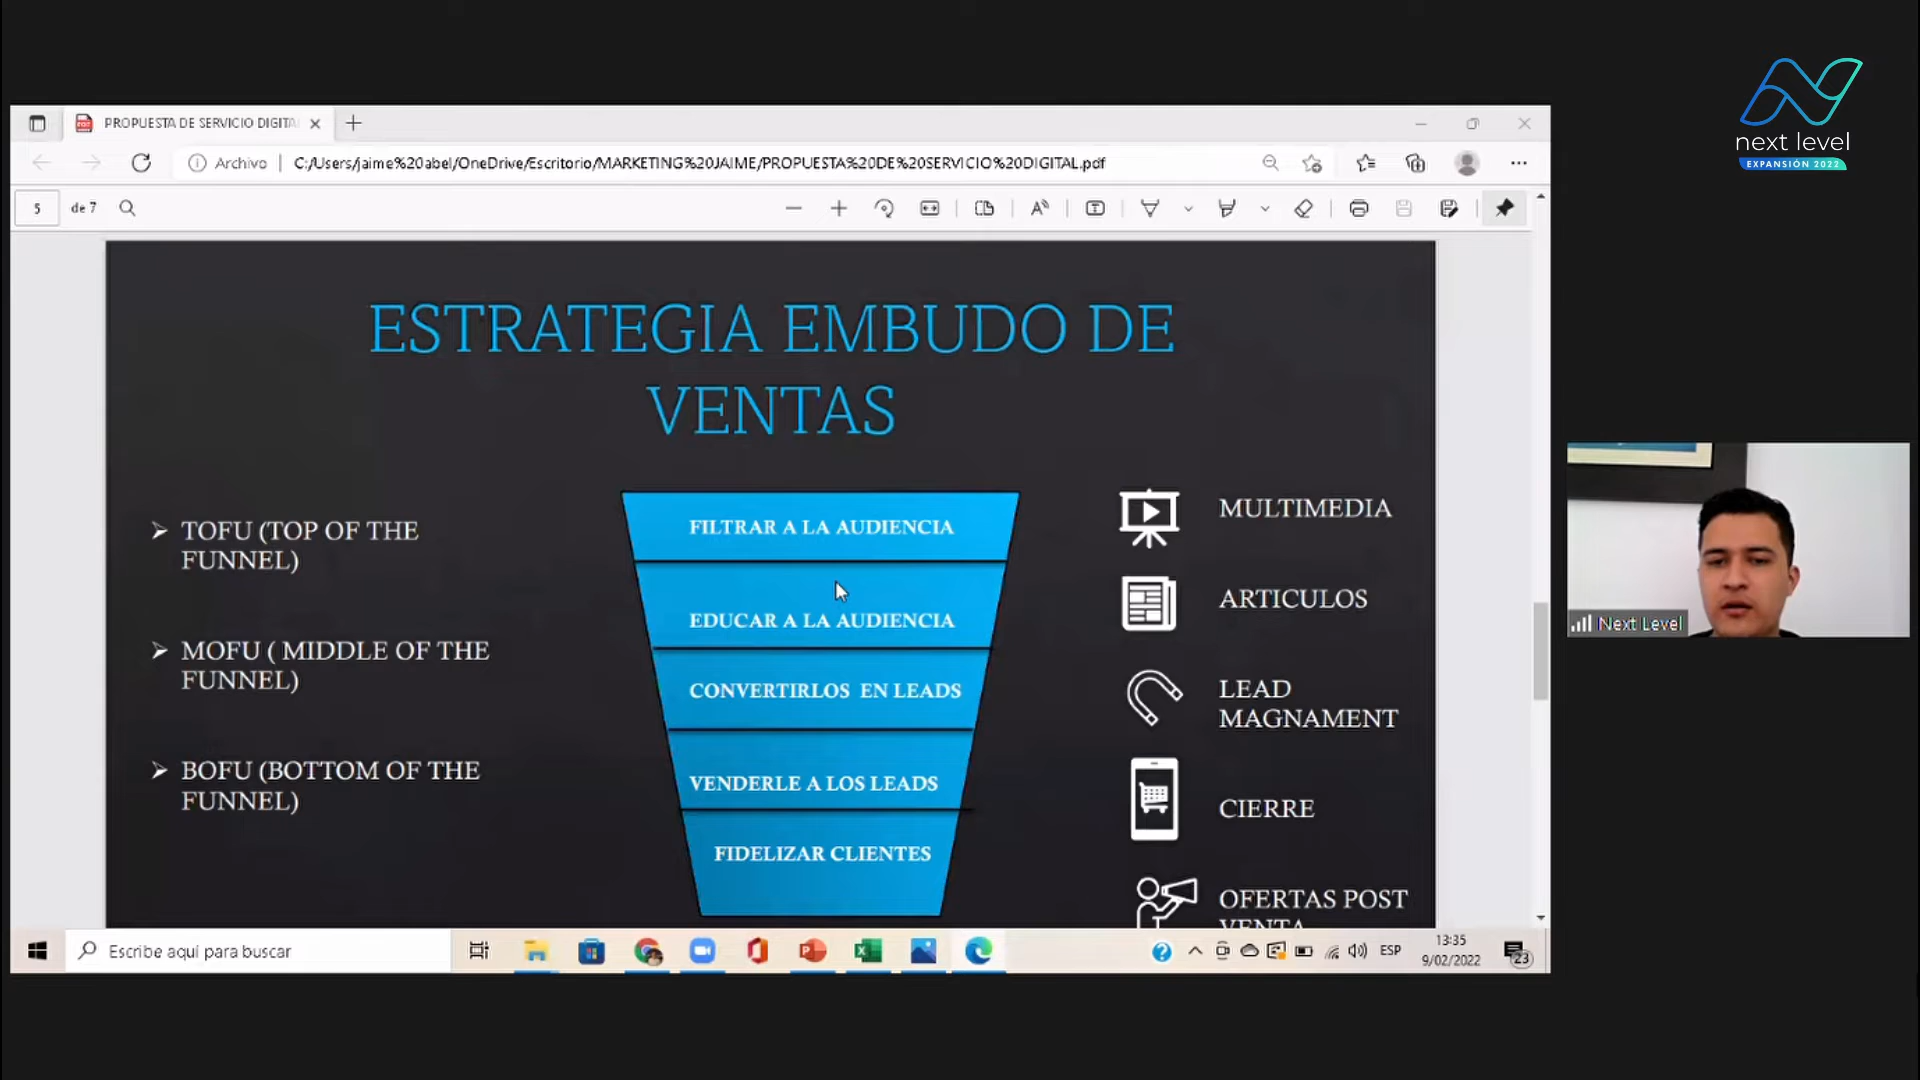 next level
EXPANSIÓN 2022
PROPUESTA DE SERVICIO DIGITA
Archivo
C:/Users/jaime%20abel/OneDrive/Escritorio/MARKETING%20JAIME/PROPUESTA%20DE%20SERVICIO%20DIGITAL.pdf
5 de 7
ESTRATEGIA EMBUDO DE
VENTAS
TOFU (TOP OF THE
FUNNEL)
MOFU ( MIDDLE OF THE
FUNNEL)
BOFU (BOTTOM OF THE
FUNNEL)
FILTRAR A LA AUDIENCIA
EDUCAR A LA AUDIENCIA
CONVERTIRLOS EN LEADS
VENDERLE A LOS LEADS
FIDELIZAR CLIENTES
MULTIMEDIA
ARTICULOS
LEAD
MAGNAMENT
CIERRE
OFERTAS POST
VENTA
Next Level
Escribe aquí para buscar
ESP
13:35
9/02/2022
23